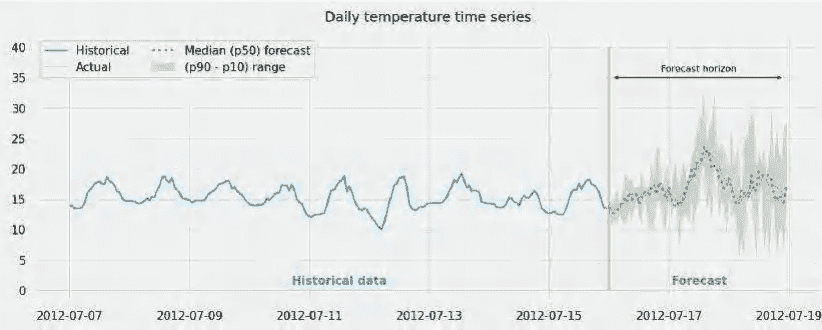 Daily temperature time series
Historical
Actual
Median (p50) forecast
(p90 - p10) range
Forecast horizon
40
35
30
25
20
15
10
5
0
Historical data
Forecast
2012-07-07
2012-07-09
2012-07-11
2012-07-13
2012-07-15
2012-07-17
2012-07-19